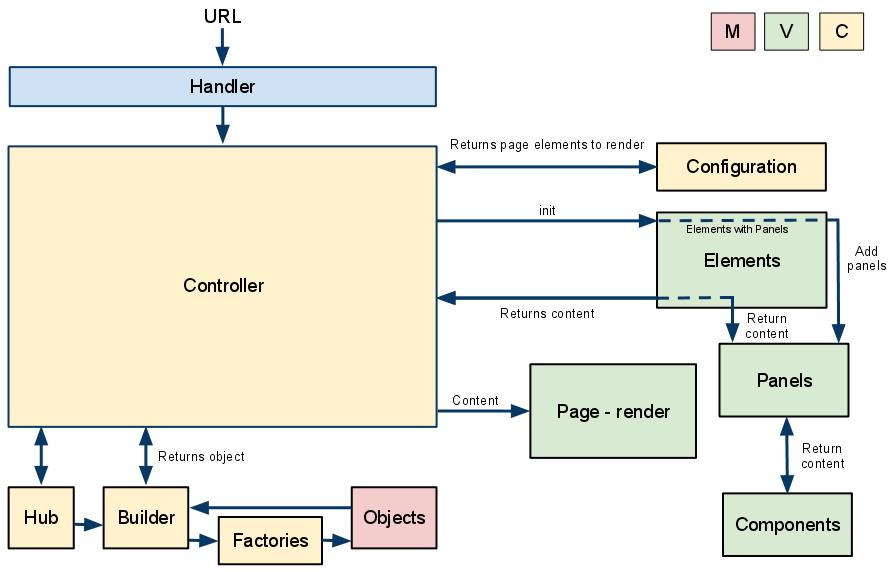 URL
M V C
Handler
Returns page elements to render
Configuration
init
Elements with Panels
Elements
Add
panels
Controller
Returns content
Return
content
Panels
Content
Page - render
Returns object
Return
content
Hub
Builder
Factories
Objects
Components